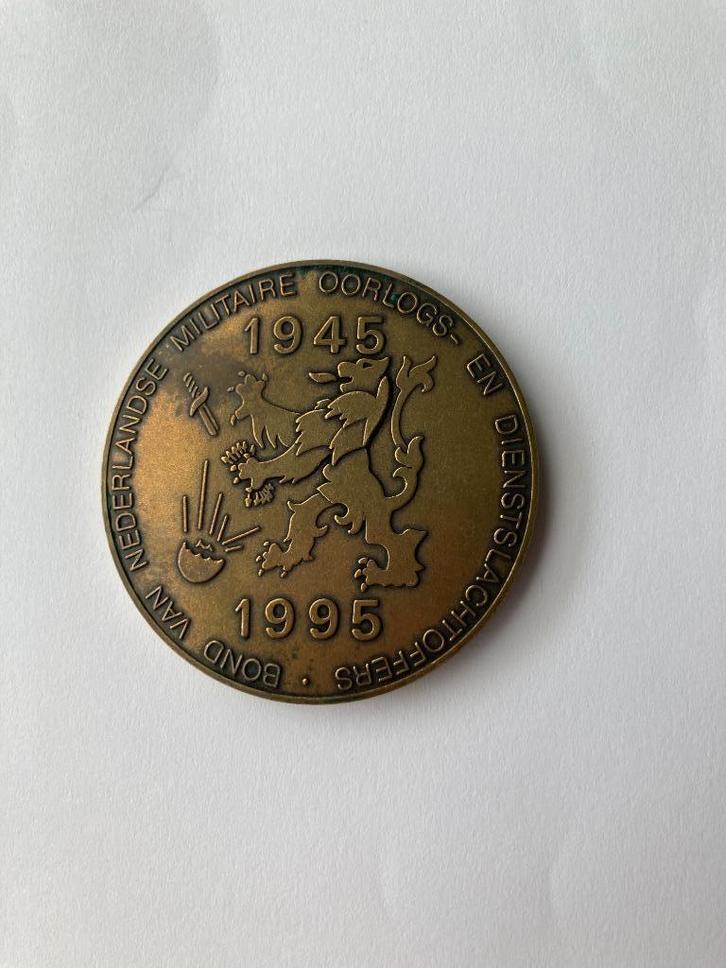 BOND VAN NEDERLANDSE MILITAIRE OORLOGS- EN DIENSTSLACHTOFFERS ·
1945
1995